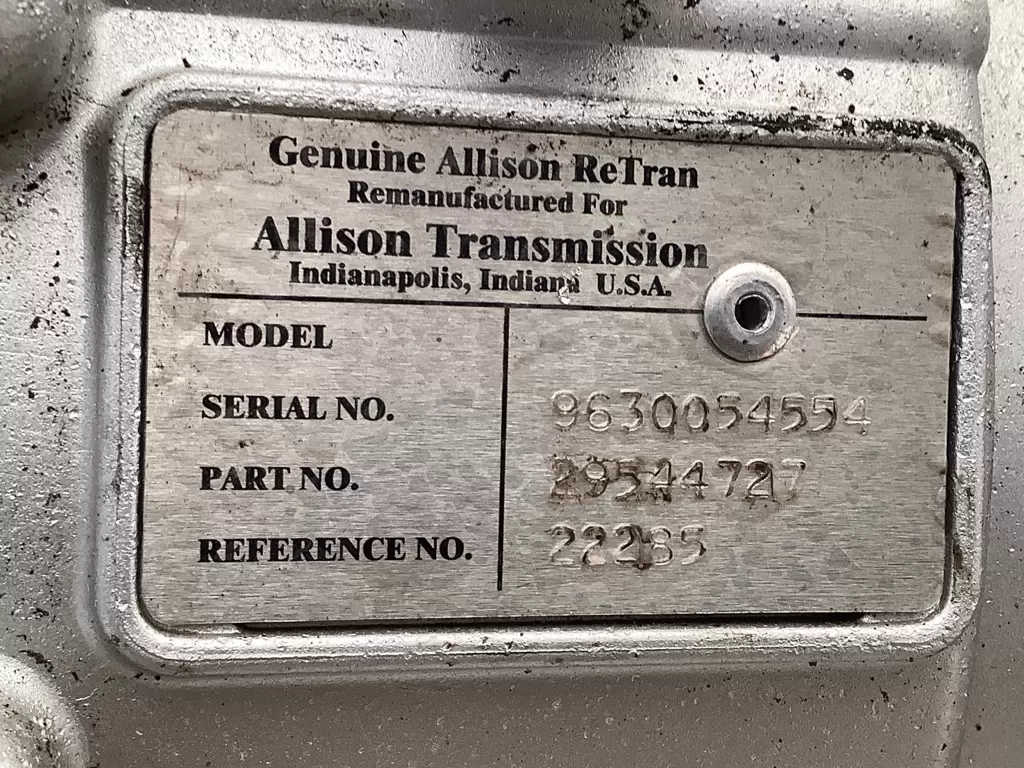 Genuine Allison ReTran
Remanufactured For
Allison Transmission
Indianapolis, Indiana U.S.A.
MODEL
SERIAL NO. 9630054554
PART NO. 29544727
REFERENCE NO. 22285